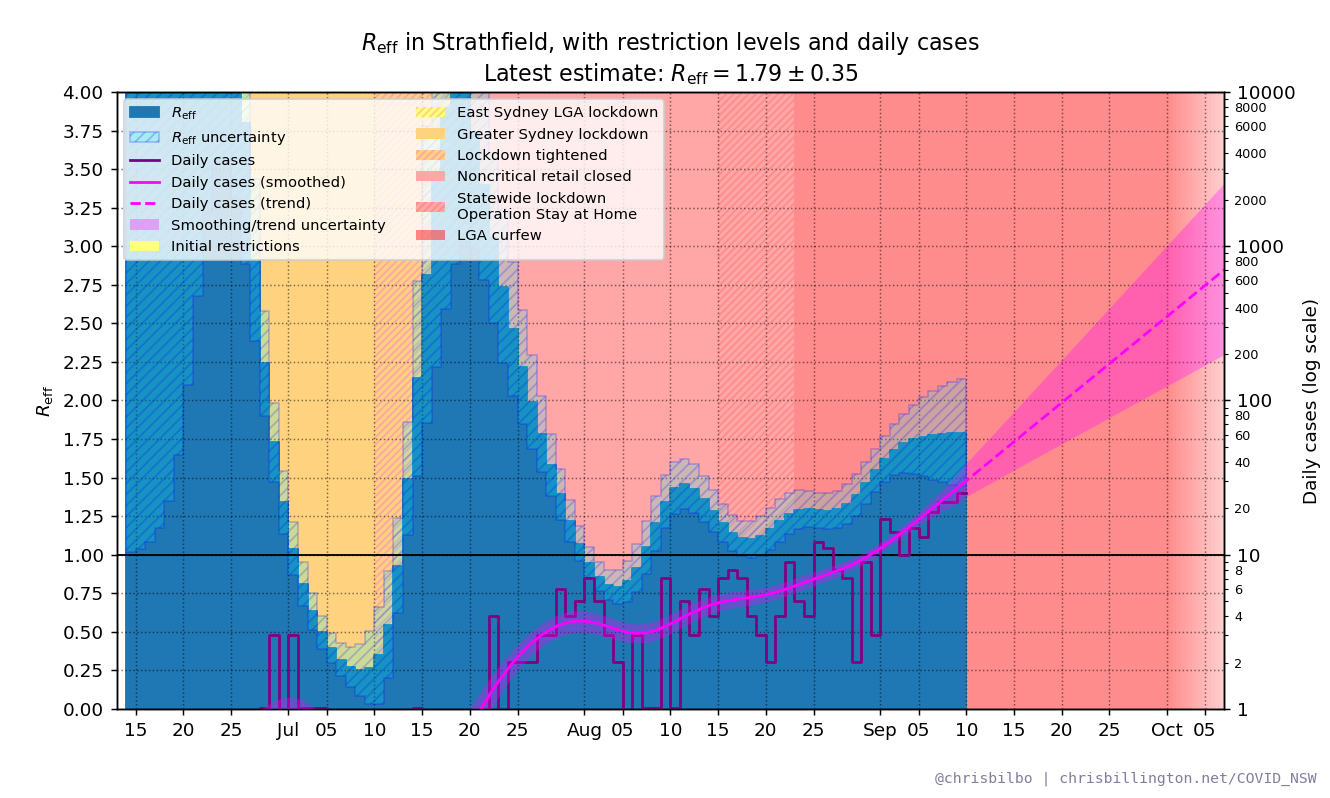 R_eff in Strathfield, with restriction levels and daily cases
Latest estimate: R_eff = 1.79 ± 0.35
R_eff
R_eff uncertainty
Daily cases
Daily cases (smoothed)
Daily cases (trend)
Smoothing/trend uncertainty
Initial restrictions
East Sydney LGA lockdown
Greater Sydney lockdown
Lockdown tightened
Noncritical retail closed
Statewide lockdown
Operation Stay at Home
LGA curfew
R_eff
4.00
3.75
3.50
3.25
3.00
2.75
2.50
2.25
2.00
1.75
1.50
1.25
1.00
0.75
0.50
0.25
0.00
10000
8000
6000
4000
2000
1000
800
600
400
200
100
80
60
40
20
10
8
6
4
2
1
Daily cases (log scale)
15 20 25 Jul 05 10 15 20 25 Aug 05 10 15 20 25 Sep 05 10 15 20 25 Oct 05
@chrisbilbo | chrisbillington.net/COVID_NSW